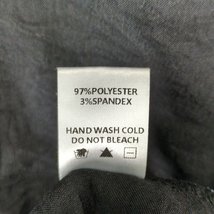 97%POLYESTER
3%SPANDEX
HAND WASH COLD
DO NOT BLEACH